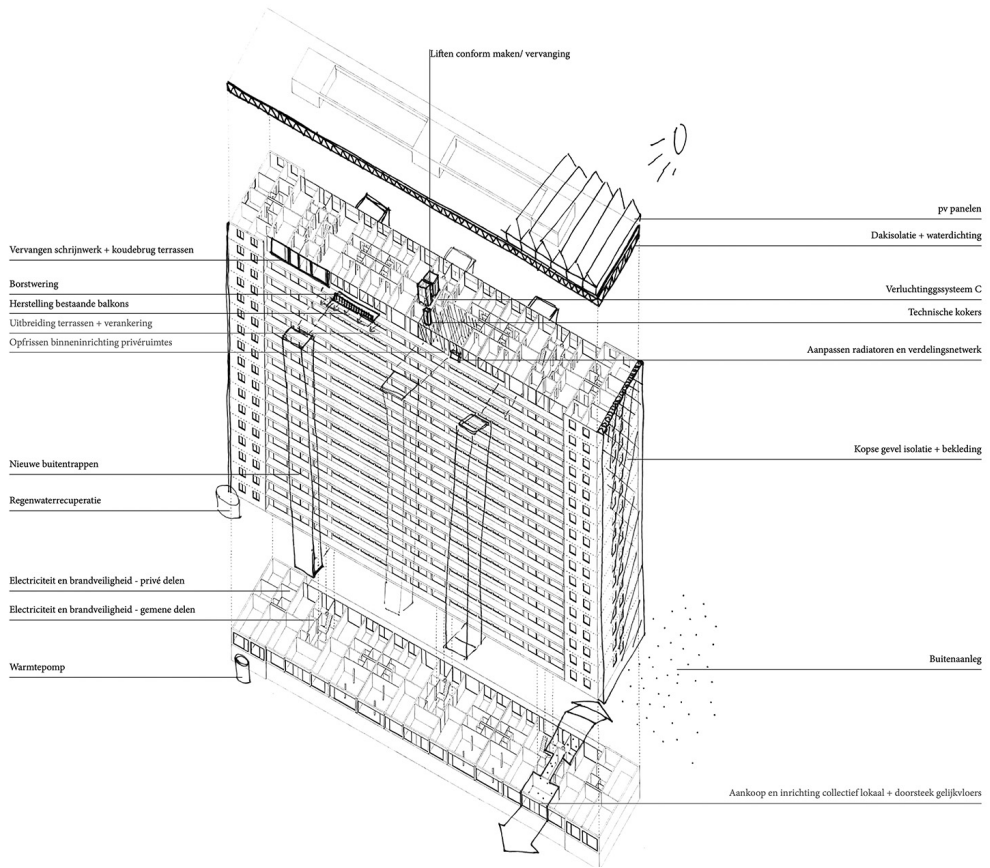 Liften conform maken/ vervanging
pv panelen
Dakisolatie + waterdichting
Vervangen schrijnwerk + koudebrug terrassen
Borstwering
Verluchtinggssysteem C
Herstelling bestaande balkons
Technische kokers
Uitbreiding terrassen + verankering
Opfrissen binneninrichting privéruimtes
Aanpassen radiatoren en verdelingsnetwerk
Kopse gevel isolatie + bekleding
Nieuwe buitentrappen
Regenwaterrecuperatie
Electriciteit en brandveiligheid - privé delen
Electriciteit en brandveiligheid - gemene delen
Buitenaanleg
Warmtepomp
Aankoop en inrichting collectief lokaal + doorsteek gelijkvloers